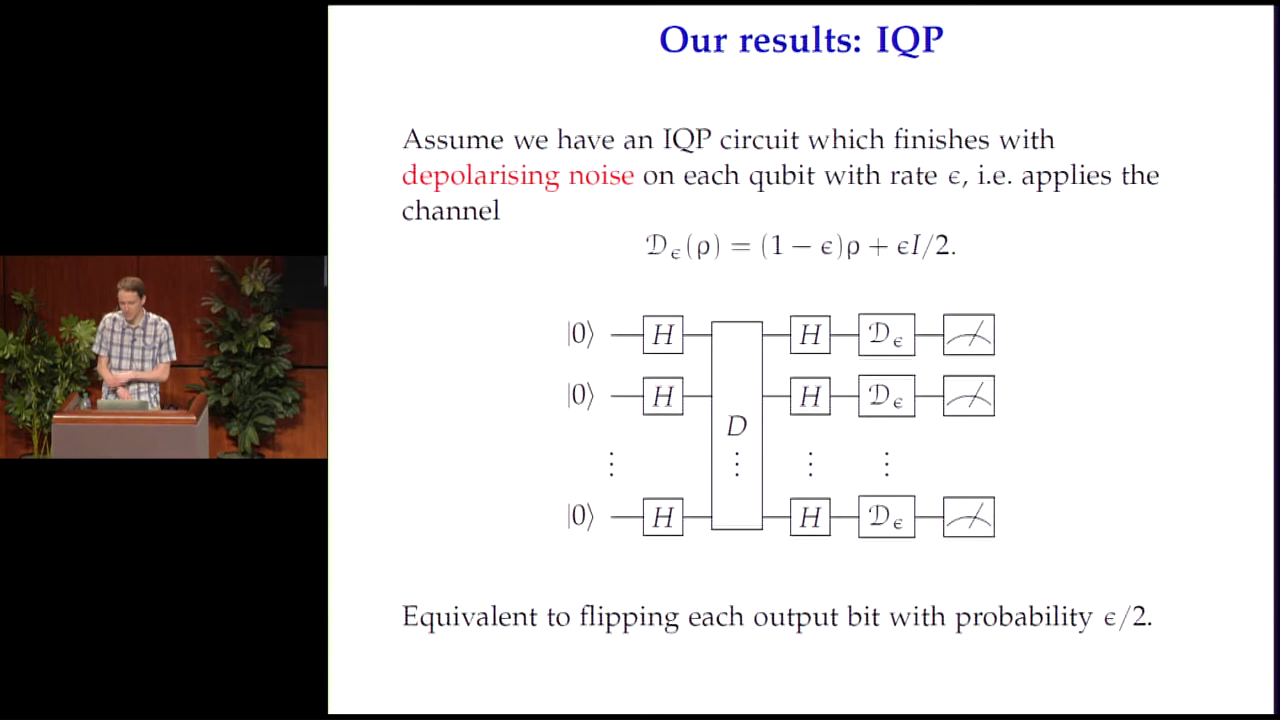 Our results: IQP
Assume we have an IQP circuit which finishes with
depolarising noise on each qubit with rate ϵ, i.e. applies the
channel
𝒟ϵ(ρ) = (1 − ϵ)ρ + ϵI/2.
|0⟩ H H 𝒟ϵ
|0⟩ H H 𝒟ϵ
D
⋮ ⋮ ⋮ ⋮
|0⟩ H H 𝒟ϵ
Equivalent to flipping each output bit with probability ϵ/2.